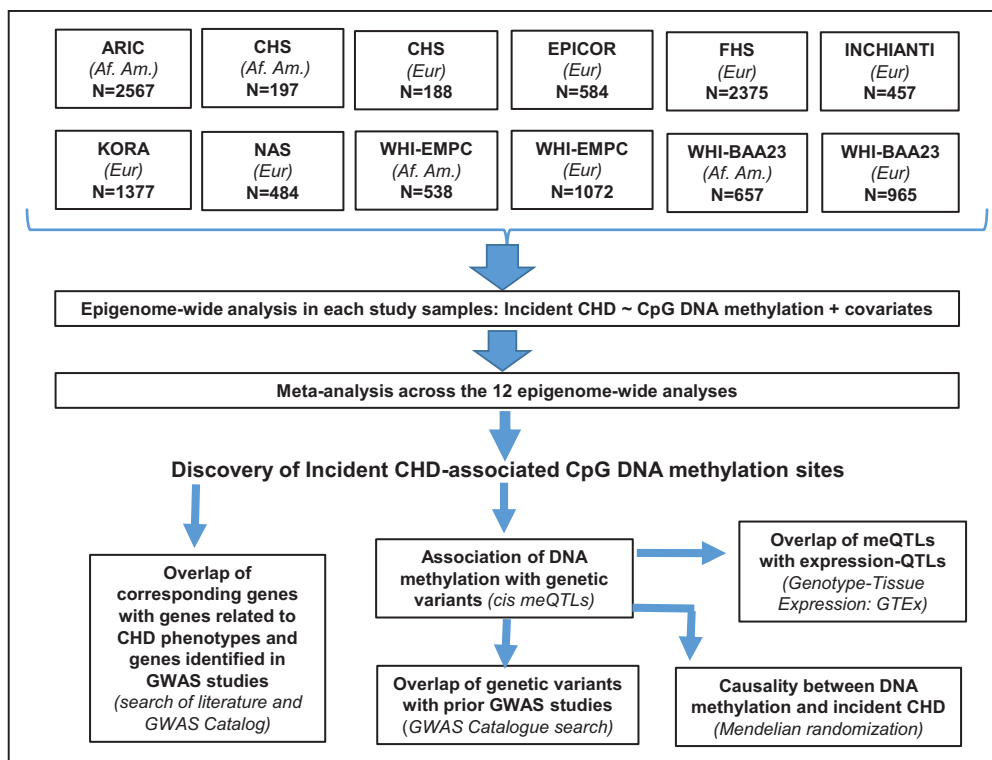 ARIC
(Af. Am.)
N=2567
CHS
(Af. Am.)
N=197
CHS
(Eur)
N=188
EPICOR
(Eur)
N=584
FHS
(Eur)
N=2375
INCHIANTI
(Eur)
N=457
KORA
(Eur)
N=1377
NAS
(Eur)
N=484
WHI-EMPC
(Af. Am.)
N=538
WHI-EMPC
(Eur)
N=1072
WHI-BAA23
(Af. Am.)
N=657
WHI-BAA23
(Eur)
N=965
Epigenome-wide analysis in each study samples: Incident CHD ~ CpG DNA methylation + covariates
Meta-analysis across the 12 epigenome-wide analyses
Discovery of Incident CHD-associated CpG DNA methylation sites
Overlap of
corresponding genes
with genes related to
CHD phenotypes and
genes identified in
GWAS studies
(search of literature and
GWAS Catalog)
Association of DNA
methylation with genetic
variants (cis meQTLs)
Overlap of meQTLs
with expression-QTLs
(Genotype-Tissue
Expression: GTEx)
Overlap of genetic variants
with prior GWAS studies
(GWAS Catalogue search)
Causality between DNA
methylation and incident CHD
(Mendelian randomization)